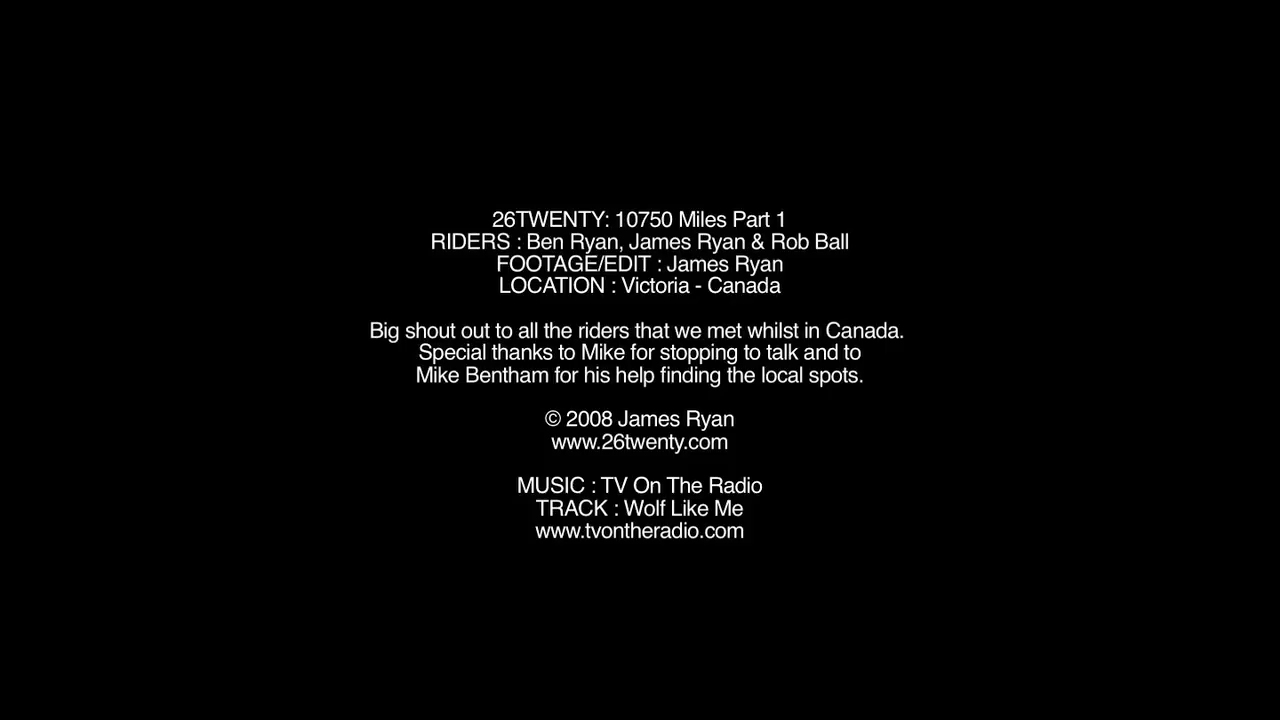 26TWENTY: 10750 Miles Part 1
RIDERS : Ben Ryan, James Ryan & Rob Ball
FOOTAGE/EDIT : James Ryan
LOCATION : Victoria - Canada
Big shout out to all the riders that we met whilst in Canada.
Special thanks to Mike for stopping to talk and to
Mike Bentham for his help finding the local spots.
© 2008 James Ryan
www.26twenty.com
MUSIC : TV On The Radio
TRACK : Wolf Like Me
www.tvontheradio.com